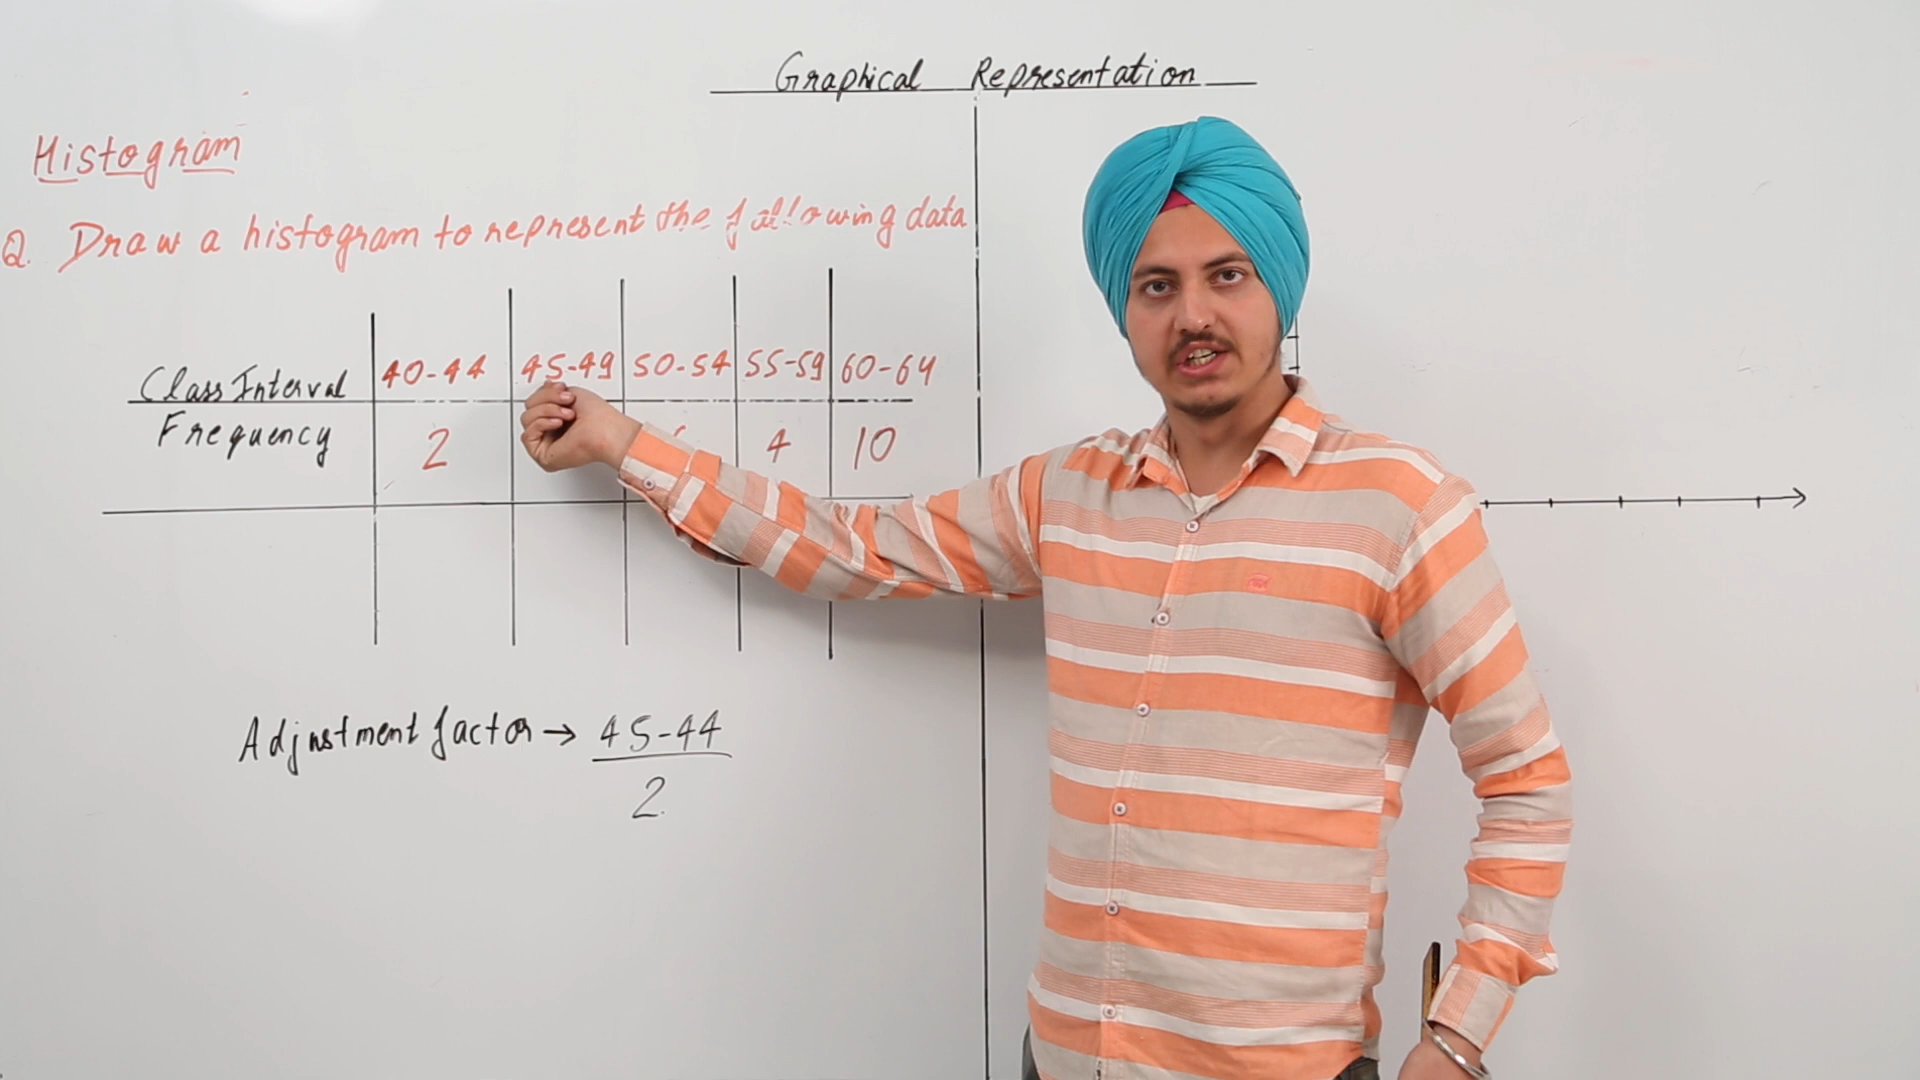 Graphical Representation
Histogram
Q. Draw a histogram to represent the following data
Class Interval 40-44 45-49 50-54 55-59 60-64
Frequency 2 4 10
Adjustment factor → 45-44
2